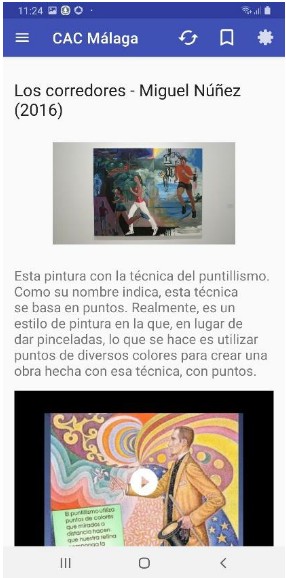 11:24
CAC Málaga
Los corredores - Miguel Núñez
(2016)
Esta pintura con la técnica del puntillismo.
Como su nombre indica, esta técnica
se basa en puntos. Realmente, es un
estilo de pintura en la que, en lugar de
dar pinceladas, lo que se hace es utilizar
puntos de diversos colores para crear una
obra hecha con esa técnica, con puntos.
El puntillismo utiliza
puntos de colores
que mirados a
distancia hacen
que nuestra retina